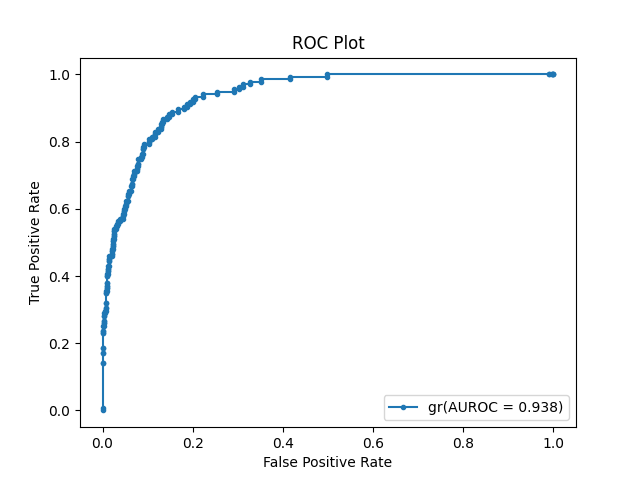 ROC Plot
True Positive Rate
1.0
0.8
0.6
0.4
0.2
0.0
gr(AUROC = 0.938)
0.0 0.2 0.4 0.6 0.8 1.0
False Positive Rate